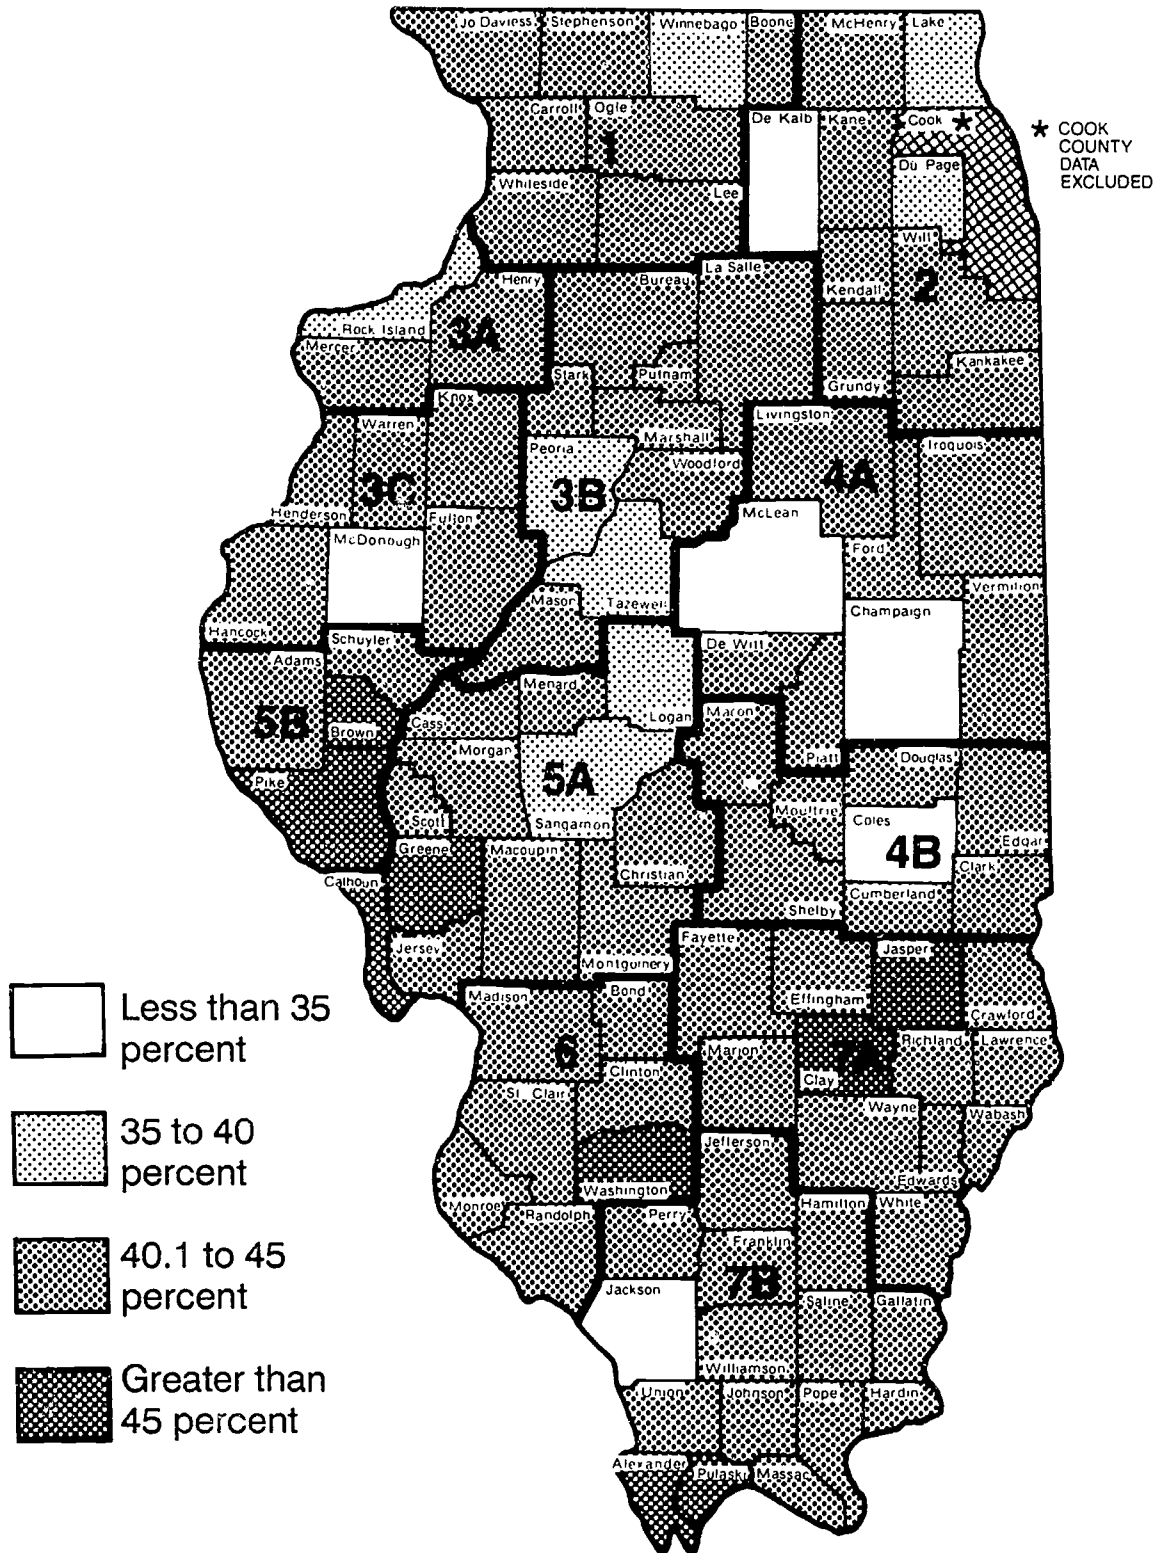 Jo Daviess
Stephenson
Winnebago
Boone
McHenry
Lake
Carroll
Ogle
1
De Kalb
Kane
Cook ★
★ COOK
COUNTY
DATA
EXCLUDED
Du Page
Whiteside
Lee
Will
2
Henry
Bureau
La Salle
Kendall
Rock Island
3A
Mercer
Kankakee
Stark
Putnam
Grundy
Knox
Livingston
Warren
Marshall
Iroquois
Peoria
Woodford
4A
3C
3B
McLean
Henderson
Fulton
McDonough
Ford
Mason
Tazewell
Champaign
Vermilion
Hancock
Schuyler
De Witt
Adams
Menard
Logan
Macon
5B
Brown
Cass
Morgan
Piatt
Douglas
Pike
5A
Scott
Sangamon
Moultrie
Coles
Edgar
Greene
Macoupin
4B
Christian
Clark
Calhoun
Cumberland
Shelby
Jersey
Montgomery
Fayette
Jasper
Less than 35
percent
Madison
Bond
Effingham
Crawford
6
Marion
7A
Richland
Lawrence
Clinton
Clay
St. Clair
Wayne
Wabash
35 to 40
percent
Jefferson
Washington
Edwards
Monroe
Randolph
Perry
Hamilton
White
Franklin
40.1 to 45
percent
7B
Jackson
Saline
Gallatin
Williamson
Greater than
45 percent
Union
Johnson
Pope
Hardin
Alexander
Pulaski
Massac